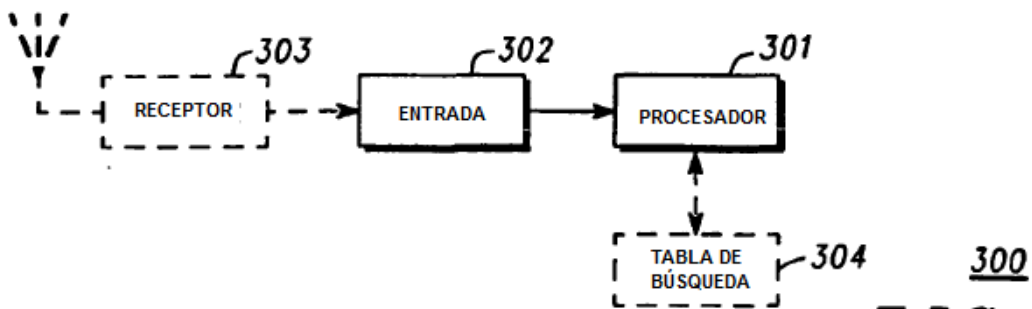 303
302
301
RECEPTOR
ENTRADA
PROCESADOR
TABLA DE
BÚSQUEDA
304
300